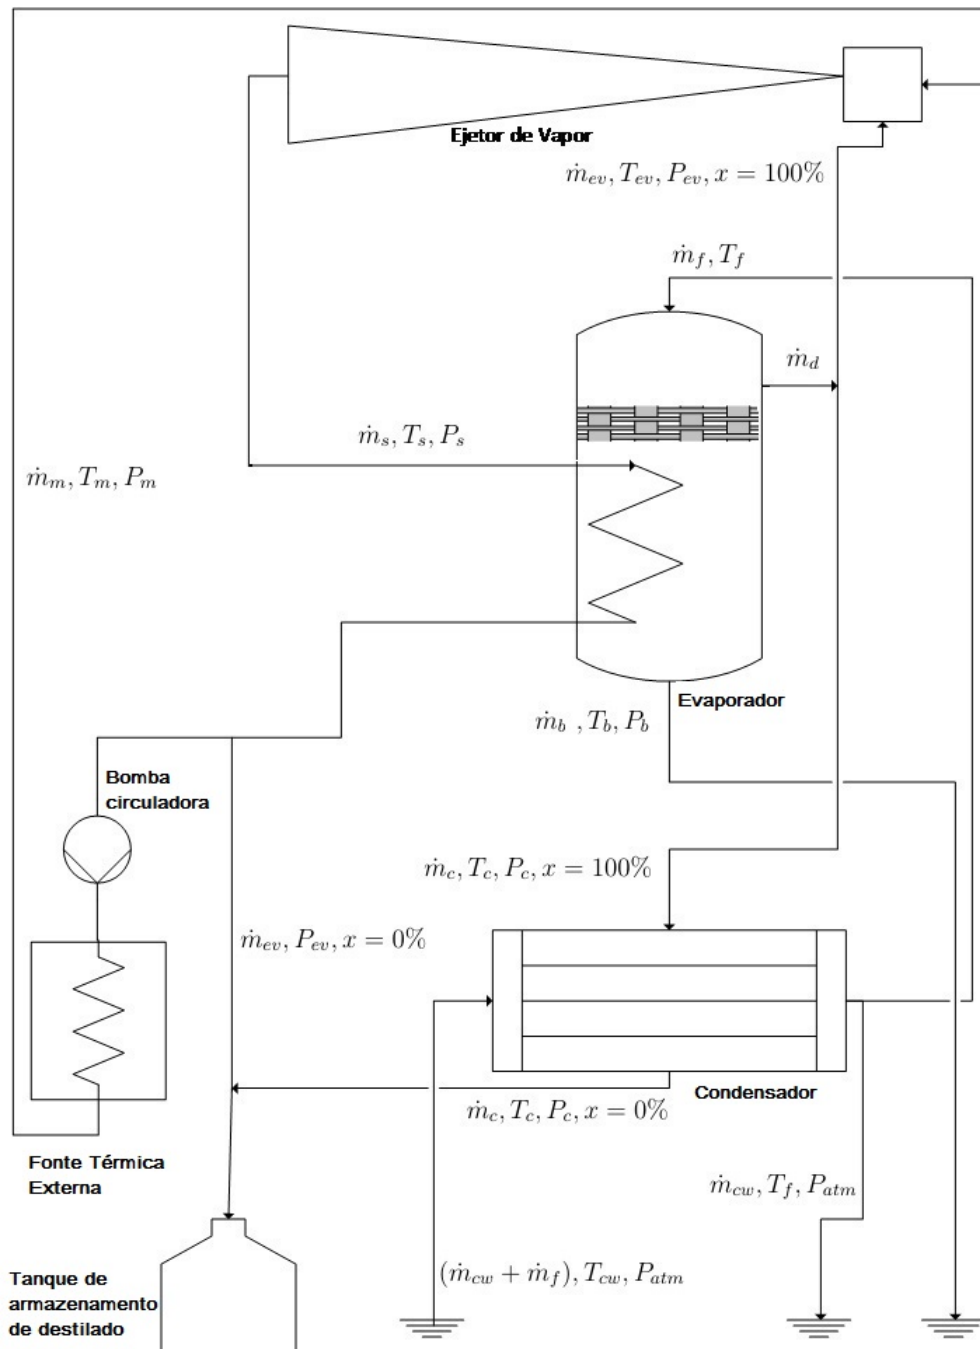 Ejetor de Vapor
ṁ_ev, T_ev, P_ev, x = 100%
ṁ_f, T_f
ṁ_d
ṁ_s, T_s, P_s
ṁ_m, T_m, P_m
Evaporador
ṁ_b , T_b, P_b
Bomba
circuladora
ṁ_c, T_c, P_c, x = 100%
ṁ_ev, P_ev, x = 0%
Condensador
ṁ_c, T_c, P_c, x = 0%
Fonte Térmica
Externa
ṁ_cw, T_f, P_atm
(ṁ_cw + ṁ_f), T_cw, P_atm
Tanque de
armazenamento
de destilado